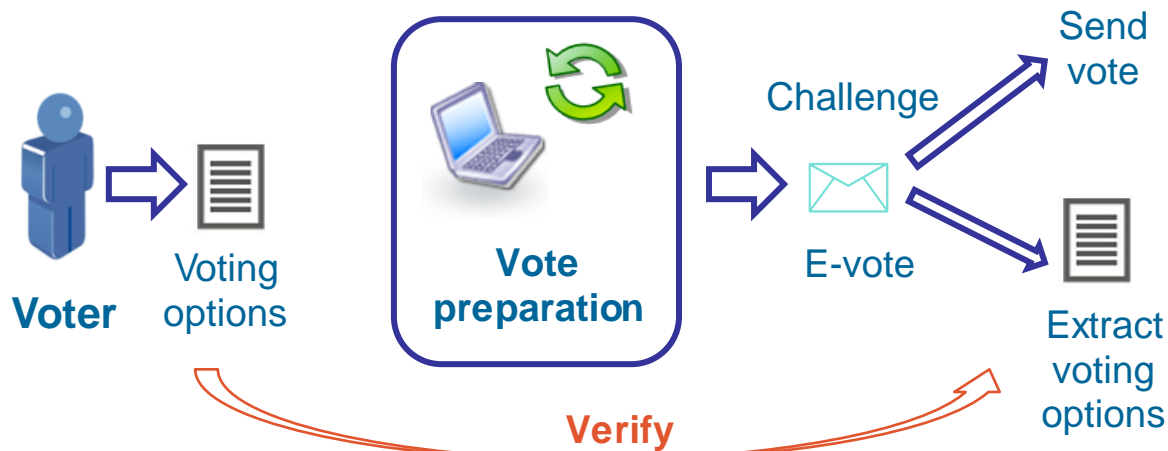 Voter
Voting
options
Vote
preparation
Challenge
E-vote
Send
vote
Extract
voting
options
Verify